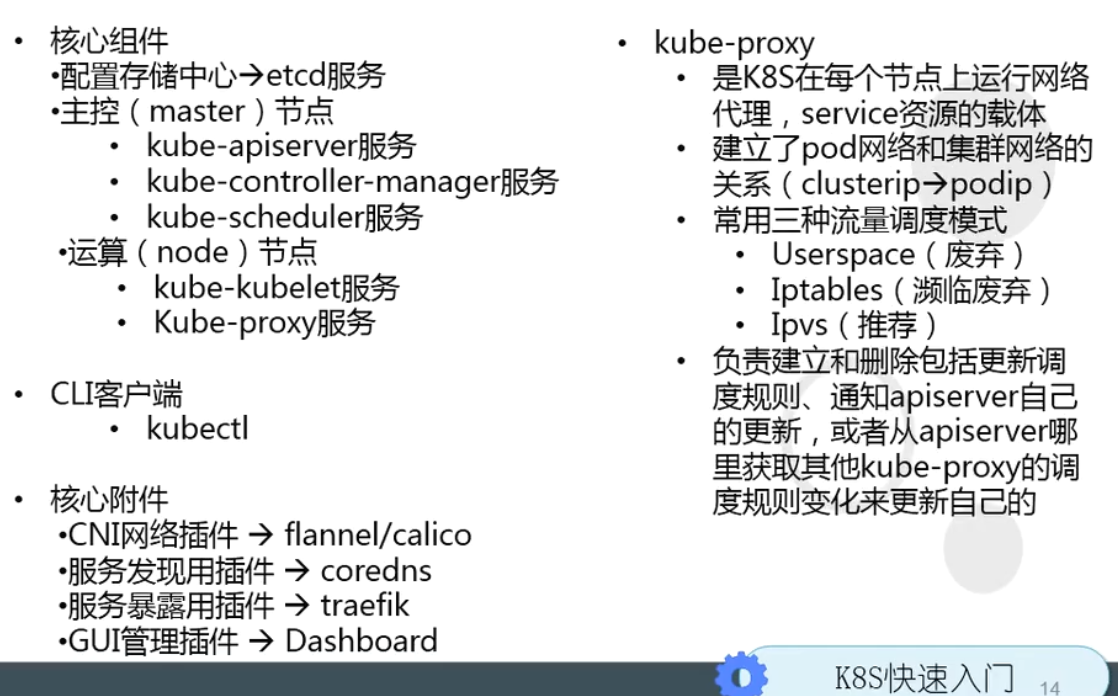 • 核心组件
•配置存储中心→etcd服务
•主控（master）节点
• kube-apiserver服务
• kube-controller-manager服务
• kube-scheduler服务
•运算（node）节点
• kube-kubelet服务
• Kube-proxy服务
• CLI客户端
• kubectl
• 核心附件
•CNI网络插件 → flannel/calico
•服务发现用插件 → coredns
•服务暴露用插件 → traefik
•GUI管理插件 → Dashboard
• kube-proxy
• 是K8S在每个节点上运行网络
代理，service资源的载体
• 建立了pod网络和集群网络的
关系（clusterip→podip）
• 常用三种流量调度模式
• Userspace（废弃）
• Iptables（濒临废弃）
• Ipvs（推荐）
• 负责建立和删除包括更新调
度规则、通知apiserver自己
的更新，或者从apiserver哪
里获取其他kube-proxy的调
度规则变化来更新自己的
K8S快速入门
14